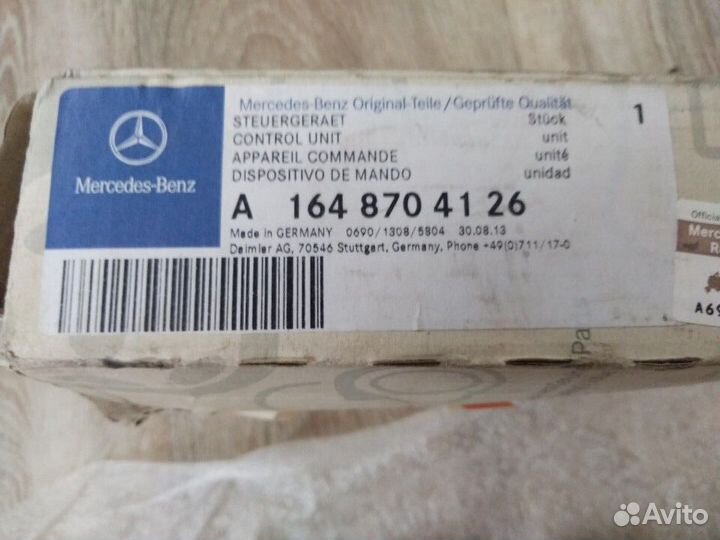 Mercedes-Benz
Mercedes-Benz Original-Teile/Geprüfte Qualität
STEUERGERAET Stück 1
CONTROL UNIT unit
APPAREIL COMMANDE unité
DISPOSITIVO DE MANDO unidad
A 164 870 41 26
Made in GERMANY 0690/1308/5804 30.08.13
Daimler AG, 70546 Stuttgart, Germany, Phone +49(0)711/17-0
Avito